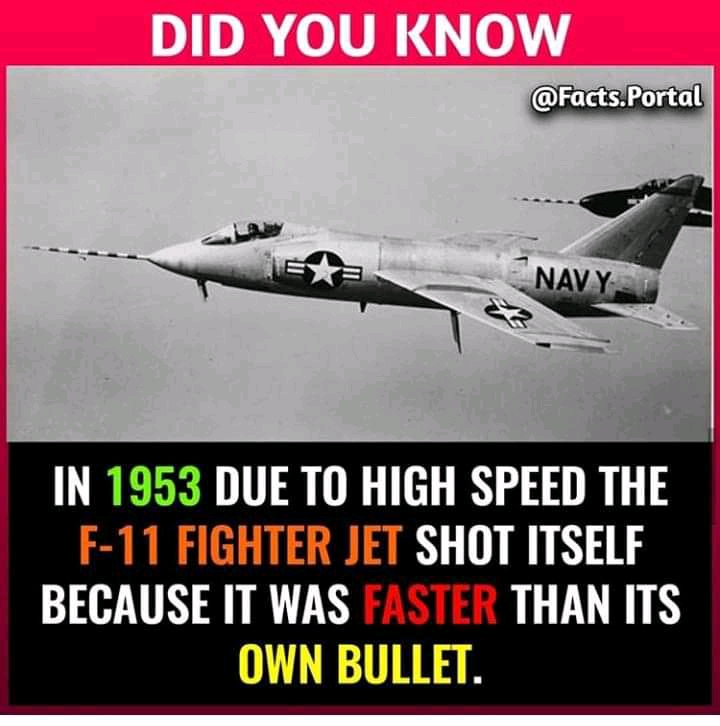 DID YOU KNOW
@Facts.Portal
NAVY
IN 1953 DUE TO HIGH SPEED THE
F-11 FIGHTER JET SHOT ITSELF
BECAUSE IT WAS FASTER THAN ITS
OWN BULLET.